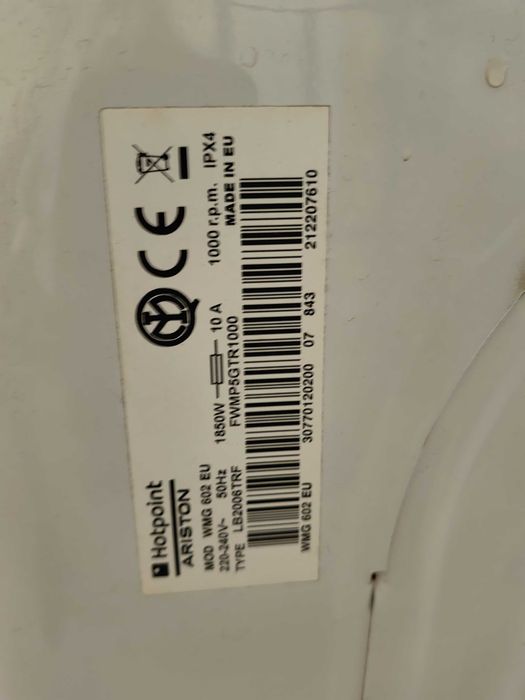 Hotpoint
ARISTON
MOD WMG 602 EU
220-240V~ 50Hz 1850W 10 A 1000 r.p.m. IPX4
TYPE LB2006TRF FWMP5GTR1000 MADE IN EU
WMG 602 EU 30770120200 07 843 212207610